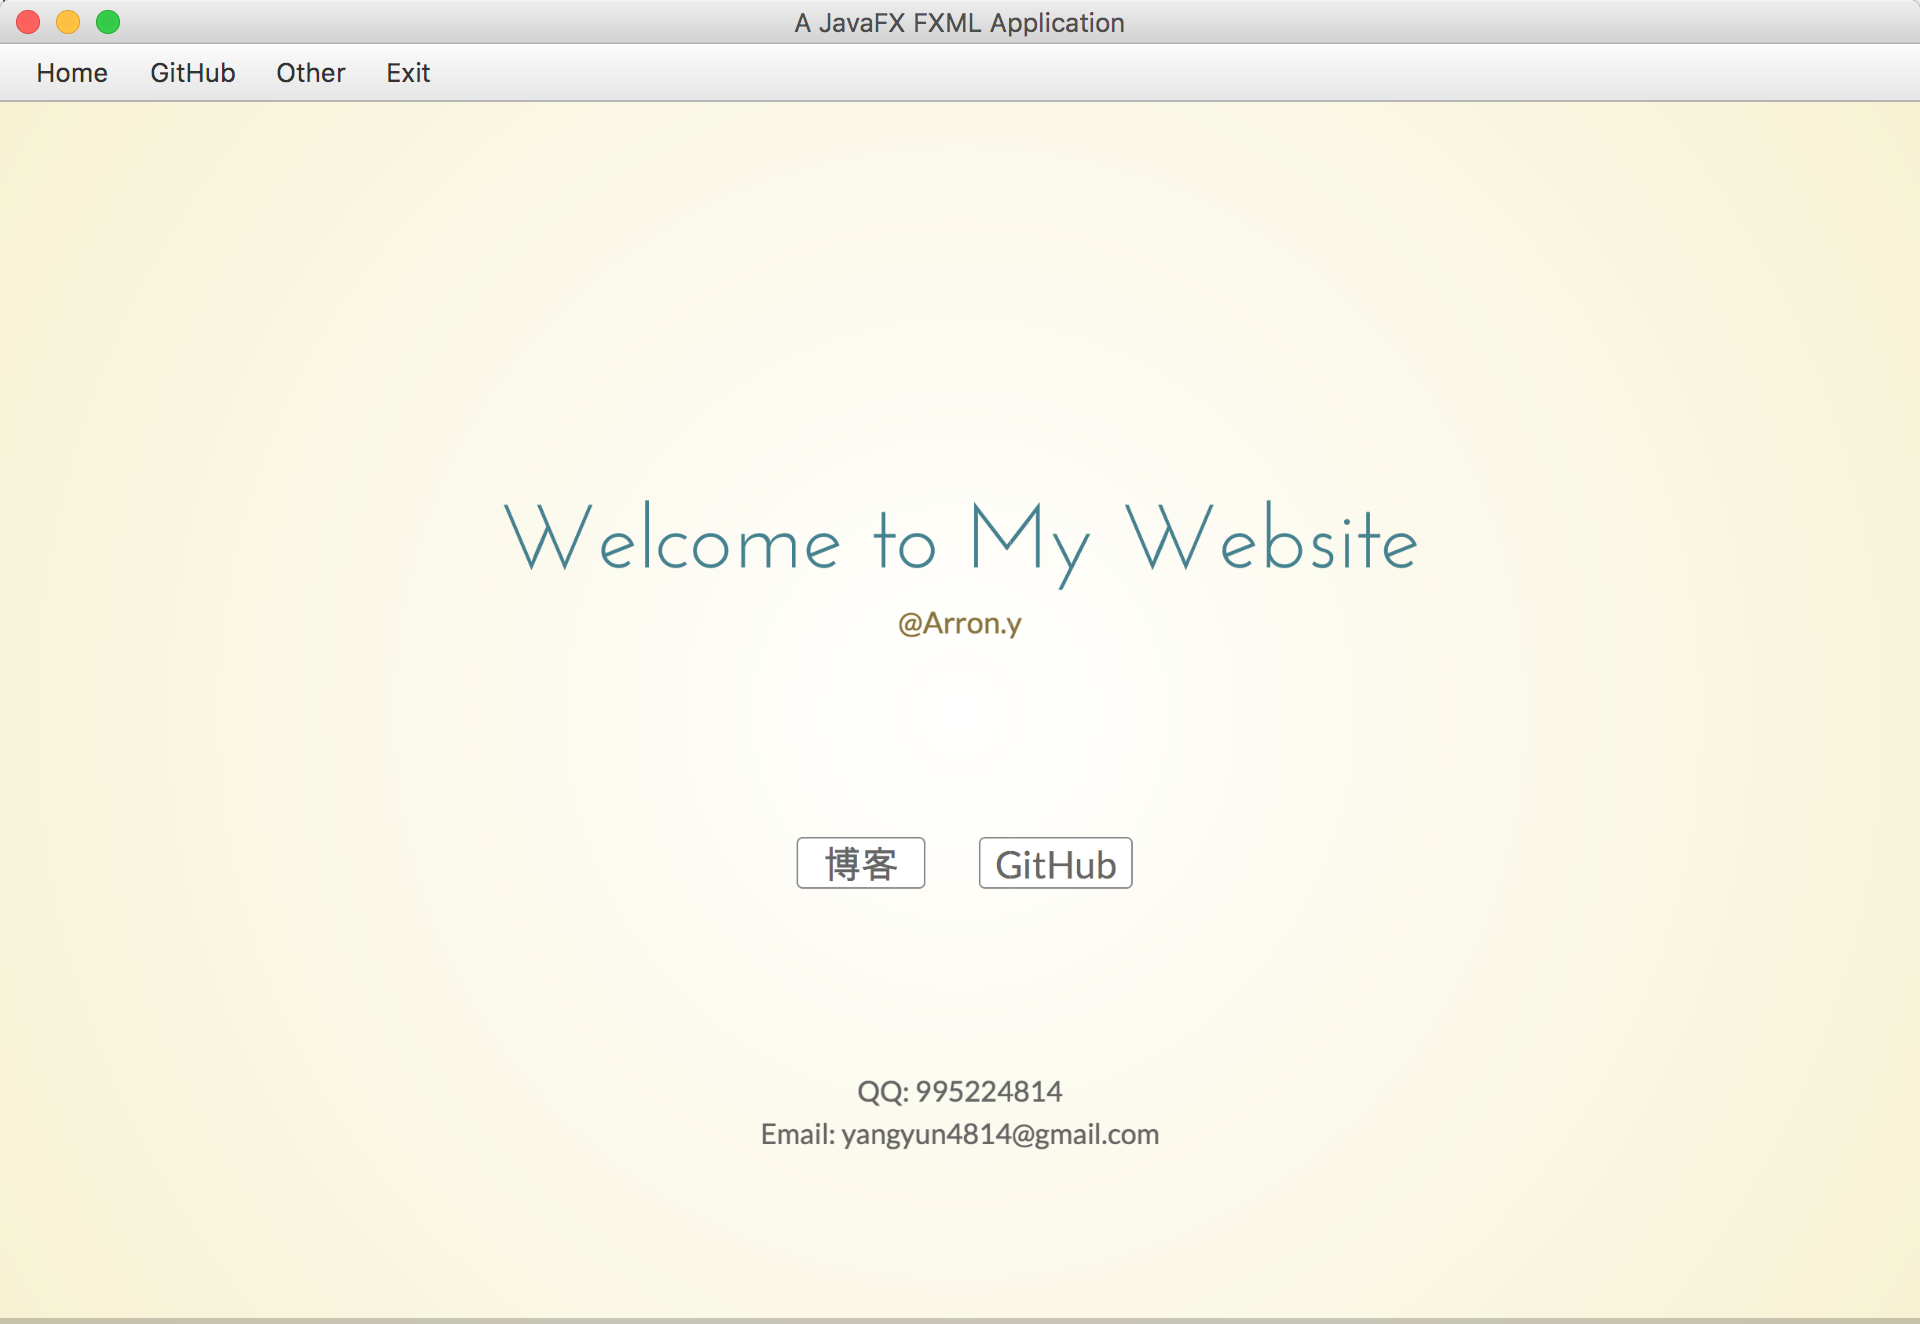 A JavaFX FXML Application
Home GitHub Other Exit
Welcome to My Website
@Arron.y
博客 GitHub
QQ: 995224814
Email: yangyun4814@gmail.com